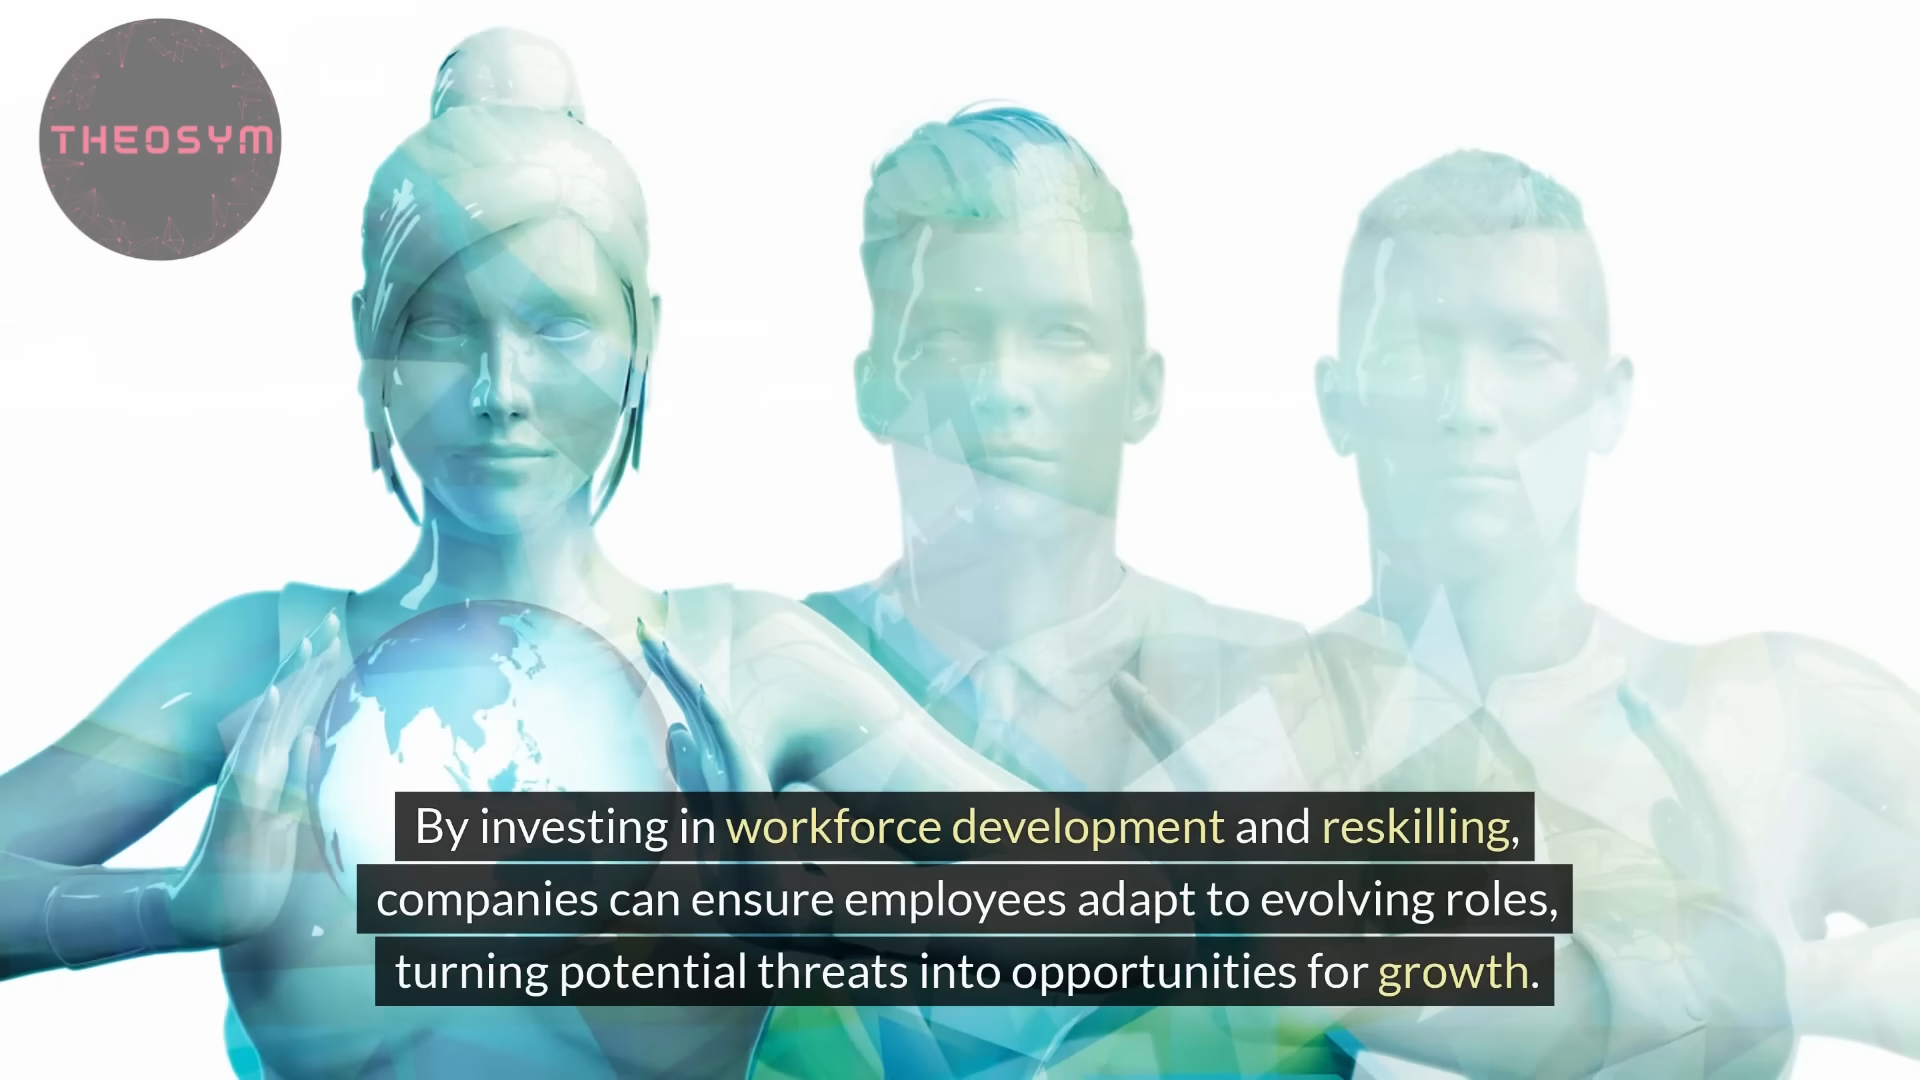 THEOSYM
By investing in workforce development and reskilling,
companies can ensure employees adapt to evolving roles,
turning potential threats into opportunities for growth.